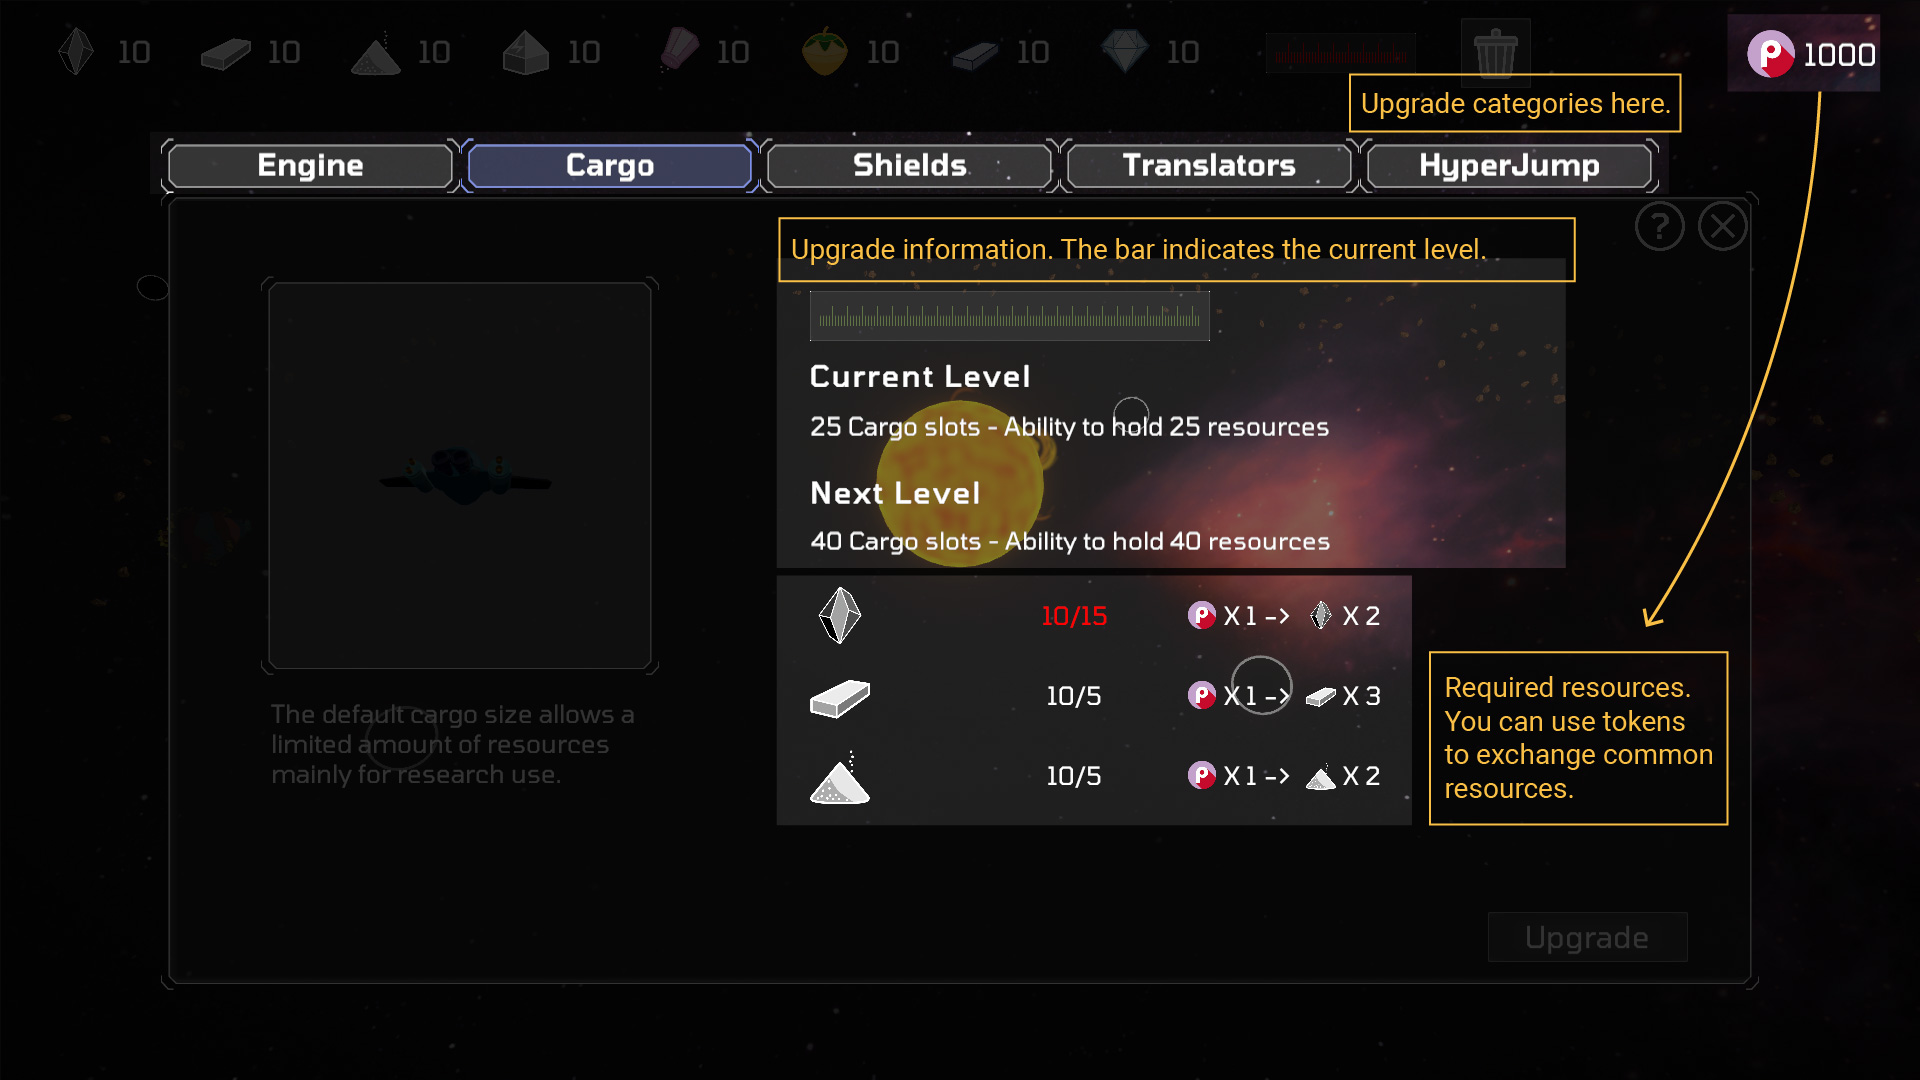 10 10 10 10 10 10 10 10 P 1000
Upgrade categories here.
Engine Cargo Shields Translators HyperJump
?
Upgrade information. The bar indicates the current level.
Current Level
25 Cargo slots - Ability to hold 25 resources
Next Level
40 Cargo slots - Ability to hold 40 resources
10/15 P X 1 -> X 2
10/5 P X 1 -> X 3
10/5 P X 1 -> X 2
The default cargo size allows a
limited amount of resources
mainly for research use.
Required resources.
You can use tokens
to exchange common
resources.
Upgrade